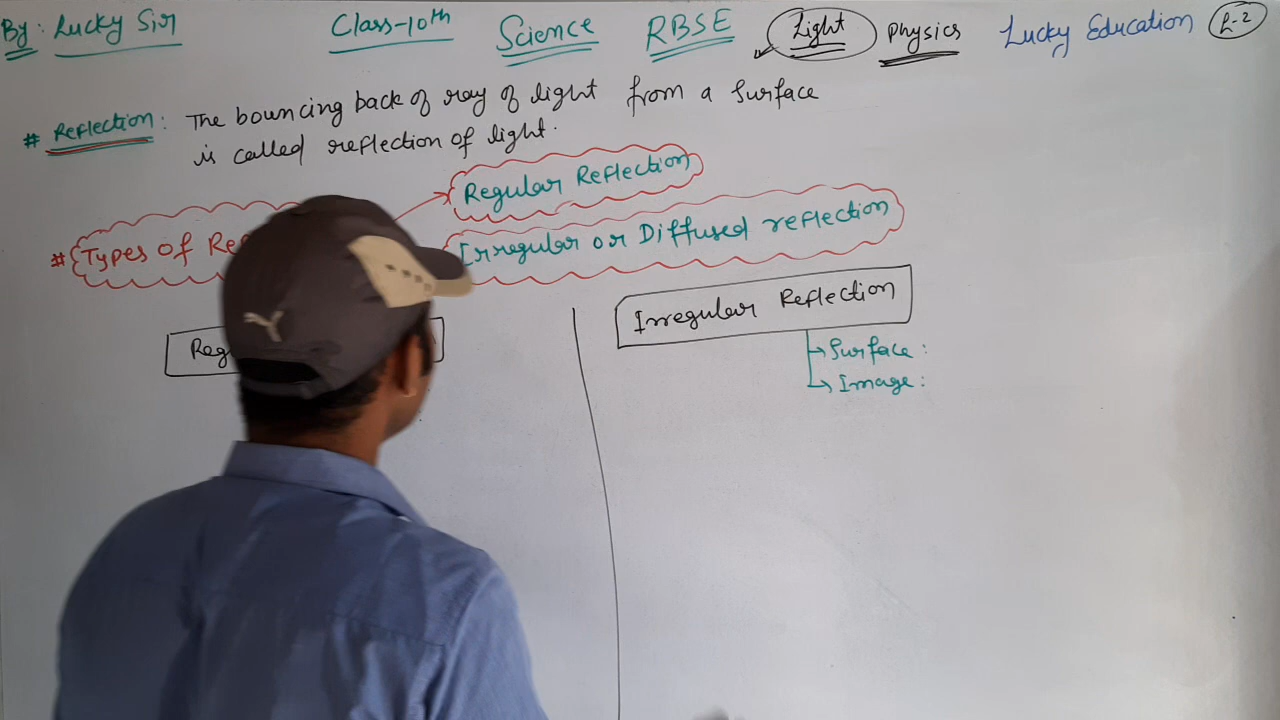 By: Lucky Sir Class-10th Science RBSE Light Physics Lucky Education L-2
# Reflection: The bouncing back of ray of light from a surface
is called reflection of light.
Regular Reflection
# Types of Re
Irregular or Diffused reflection
Reg
Irregular Reflection
Surface:
Image: